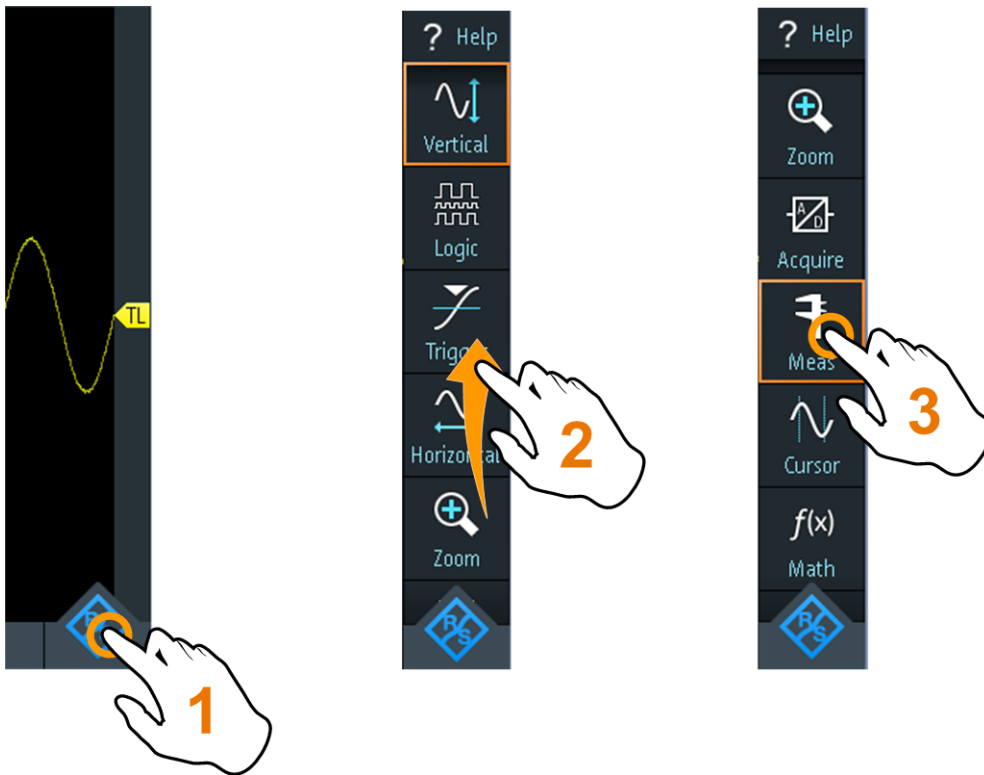 TL
R
1
? Help
Vertical
Logic
Trigger
Horizontal
Zoom
R/S
2
? Help
Zoom
A/D
Acquire
Meas
Cursor
f(x)
Math
R/S
3